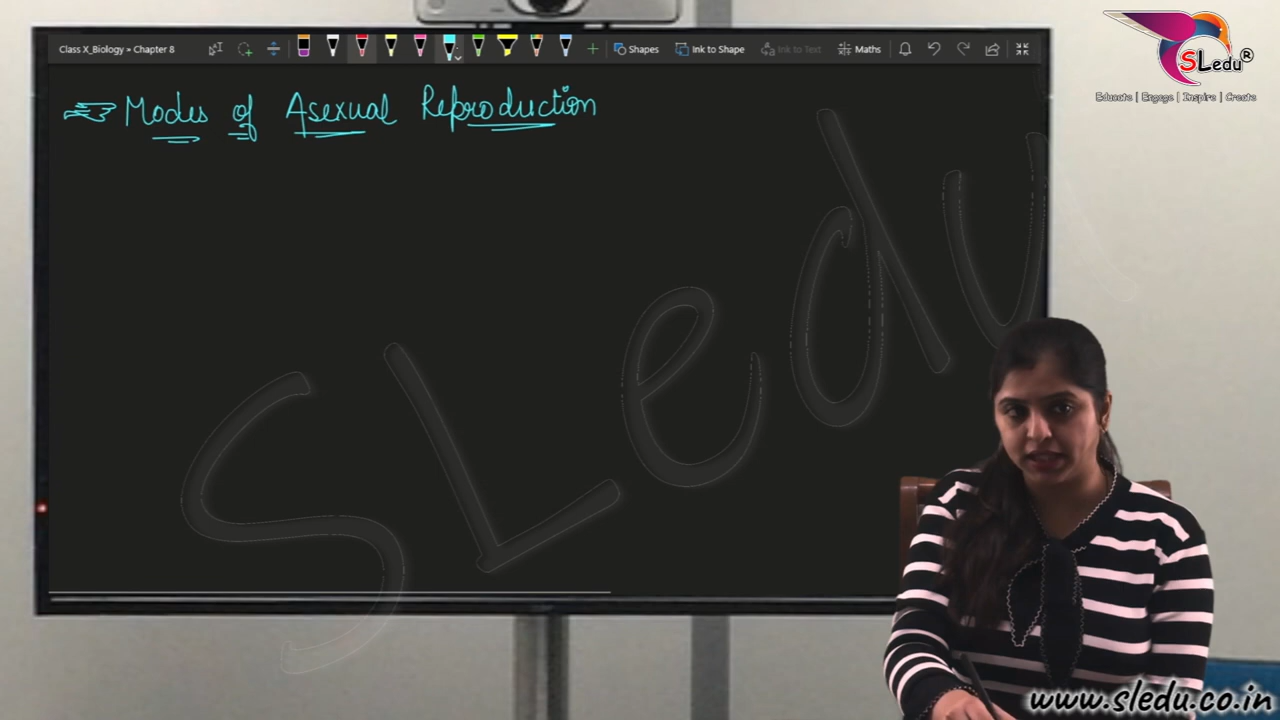 SLedu®
Educate | Engage | Inspire | Create
Class X_Biology » Chapter 8
Shapes
Ink to Shape
Ink to Text
Maths
Modes of Asexual Reproduction
SLedu
www.sledu.co.in